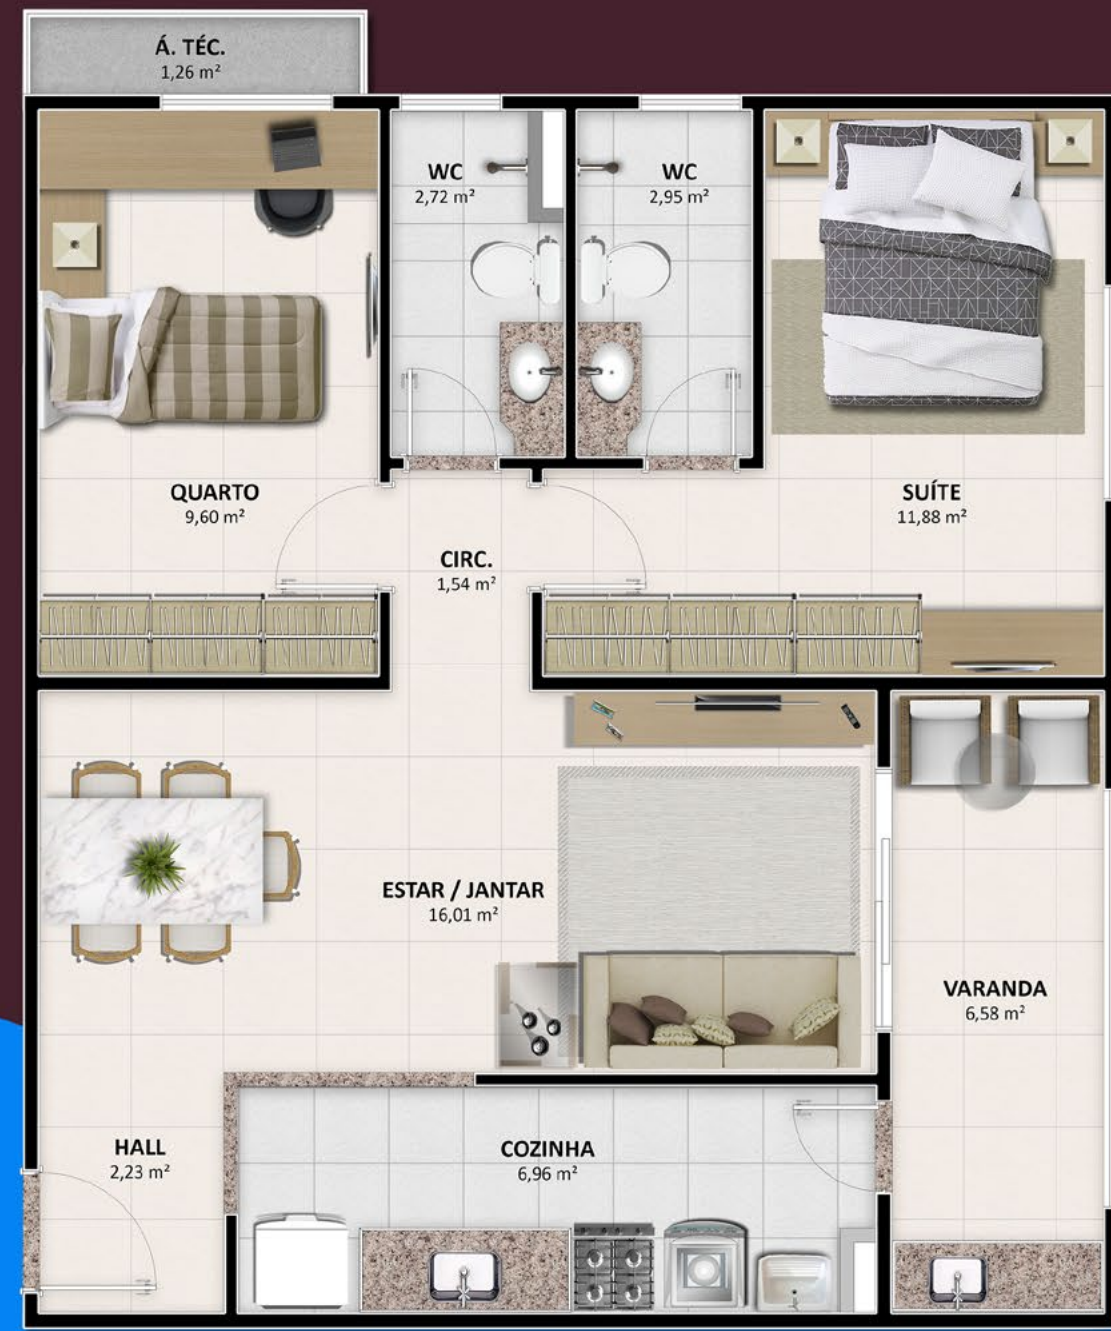 Á. TÉC.
1,26 m²
WC
2,72 m²
WC
2,95 m²
QUARTO
9,60 m²
SUÍTE
11,88 m²
CIRC.
1,54 m²
ESTAR / JANTAR
16,01 m²
VARANDA
6,58 m²
HALL
2,23 m²
COZINHA
6,96 m²